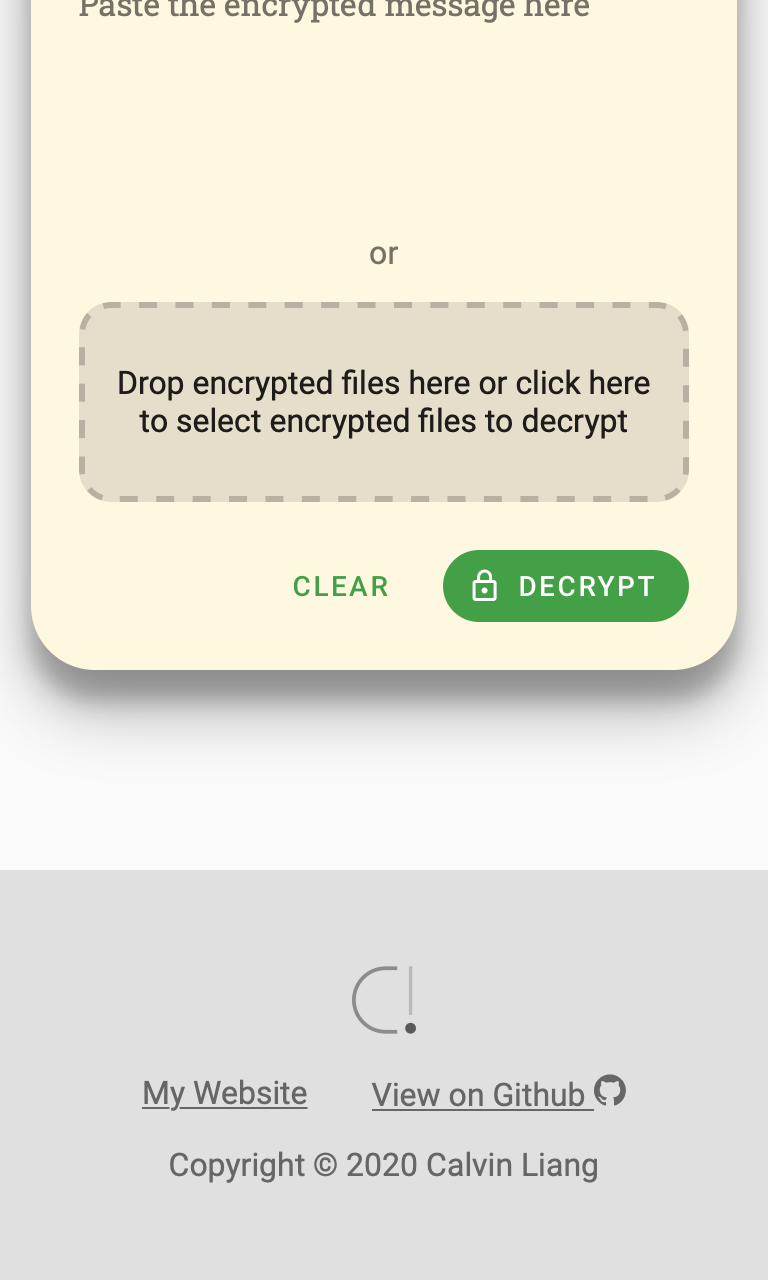 Paste the encrypted message here
or
Drop encrypted files here or click here
to select encrypted files to decrypt
CLEAR
DECRYPT
My Website
View on Github
Copyright © 2020 Calvin Liang